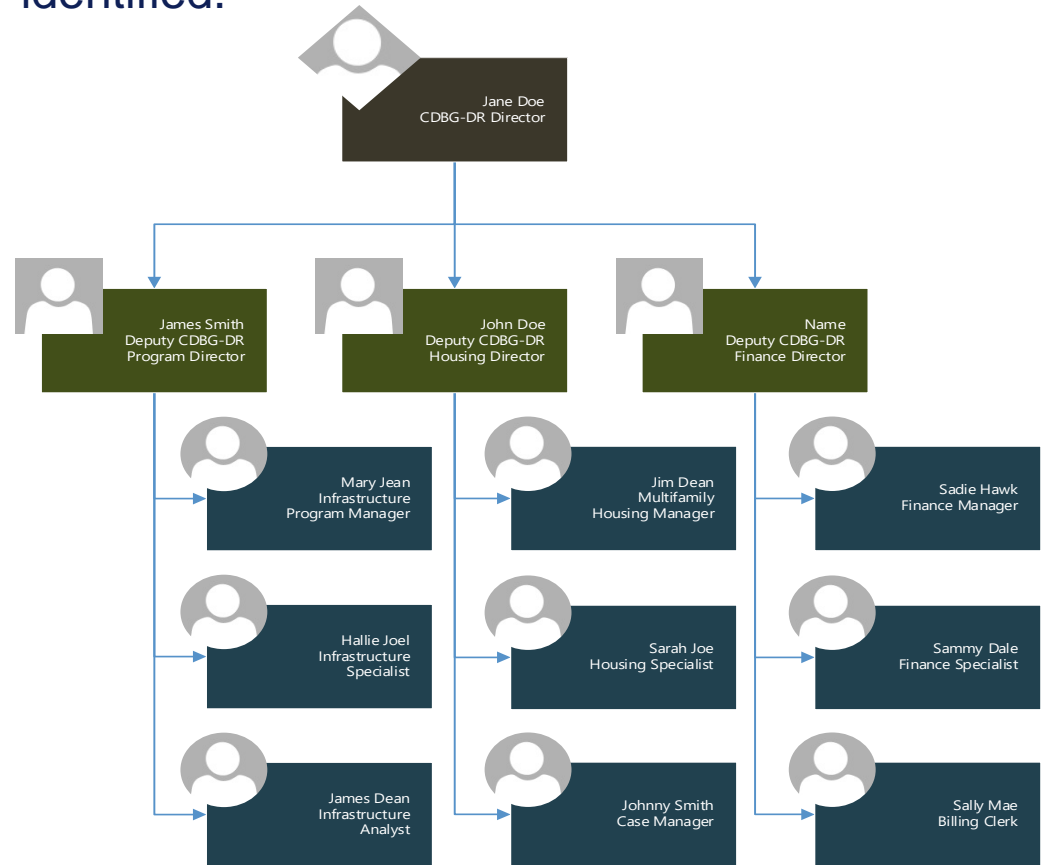 identified.
Jane Doe
CDBG-DR Director
James Smith
Deputy CDBG-DR
Program Director
John Doe
Deputy CDBG-DR
Housing Director
Name
Deputy CDBG-DR
Finance Director
Mary Jean
Infrastructure
Program Manager
Jim Dean
Multifamily
Housing Manager
Sadie Hawk
Finance Manager
Hallie Joel
Infrastructure
Specialist
Sarah Joe
Housing Specialist
Sammy Dale
Finance Specialist
James Dean
Infrastructure
Analyst
Johnny Smith
Case Manager
Sally Mae
Billing Clerk